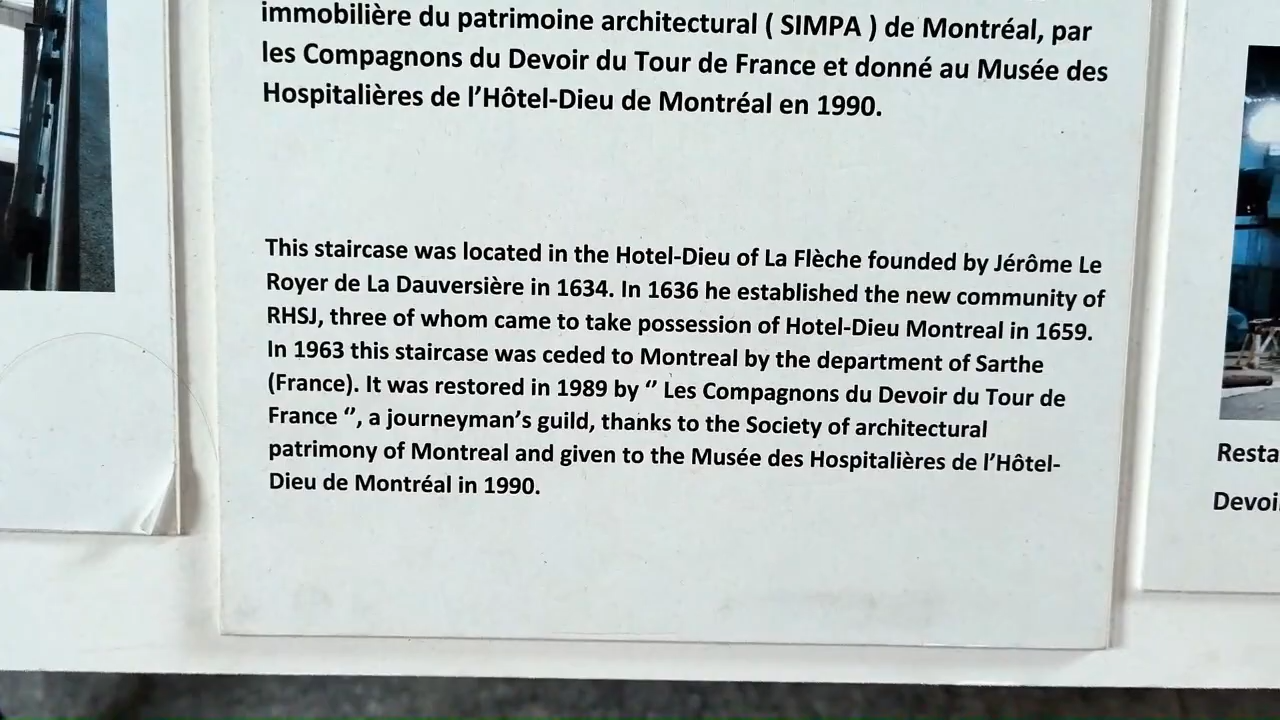 immobilière du patrimoine architectural ( SIMPA ) de Montréal, par
les Compagnons du Devoir du Tour de France et donné au Musée des
Hospitalières de l’Hôtel-Dieu de Montréal en 1990.
This staircase was located in the Hotel-Dieu of La Flèche founded by Jérôme Le
Royer de La Dauversière in 1634. In 1636 he established the new community of
RHSJ, three of whom came to take possession of Hotel-Dieu Montreal in 1659.
In 1963 this staircase was ceded to Montreal by the department of Sarthe
(France). It was restored in 1989 by ‘’ Les Compagnons du Devoir du Tour de
France ‘’, a journeyman’s guild, thanks to the Society of architectural
patrimony of Montreal and given to the Musée des Hospitalières de l’Hôtel-
Dieu de Montréal in 1990.
Resta
Devoi